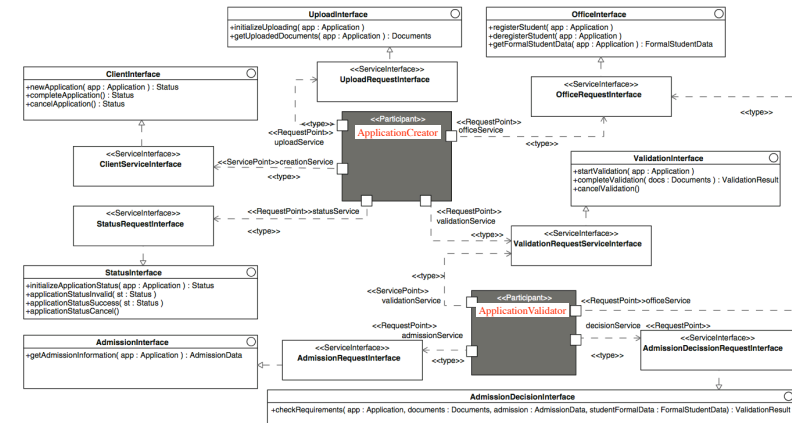 UploadInterface
+initializeUploading( app : Application )
+getUploadedDocuments( app : Application ) : Documents
OfficeInterface
+registerStudent( app : Application )
+deregisterStudent( app : Application )
+getFormalStudentData( app : Application ) : FormalStudentData
<<ServiceInterface>>
UploadRequestInterface
ClientInterface
+newApplication( app : Application ) : Status
+completeApplication() : Status
+cancelApplication() : Status
<<ServiceInterface>>
OfficeRequestInterface
<<type>>
<<type>>
<<RequestPoint>>
uploadService
<<Participant>>
ApplicationCreator
<<RequestPoint>>
officeService
<<type>>
<<ServiceInterface>>
ClientServiceInterface
<<ServicePoint>>creationService
<<type>>
ValidationInterface
+startValidation( app : Application )
+completeValidation( docs : Documents ) : ValidationResult
+cancelValidation()
<<ServiceInterface>>
StatusRequestInterface
<<RequestPoint>>statusService
<<type>>
<<RequestPoint>>
validationService
<<type>>
<<ServiceInterface>>
ValidationRequestServiceInterface
StatusInterface
+initializeApplicationStatus( app : Application ) : Status
+applicationStatusInvalid( st : Status )
+applicationStatusSuccess( st : Status )
+applicationStatusCancel()
<<type>>
<<ServicePoint>>
validationService
<<Participant>>
ApplicationValidator
<<RequestPoint>>officeService
AdmissionInterface
+getAdmissionInformation( app : Application ) : AdmissionData
<<RequestPoint>>
admissionService
<<type>>
<<ServiceInterface>>
AdmissionRequestInterface
decisionService <<RequestPoint>>
<<type>>
<<ServiceInterface>>
AdmissionDecissionRequestInterface
AdmissionDecisionInterface
+checkRequirements( app : Application, documents : Documents, admission : AdmissionData, studentFormalData : FormalStudentData) : ValidationResult